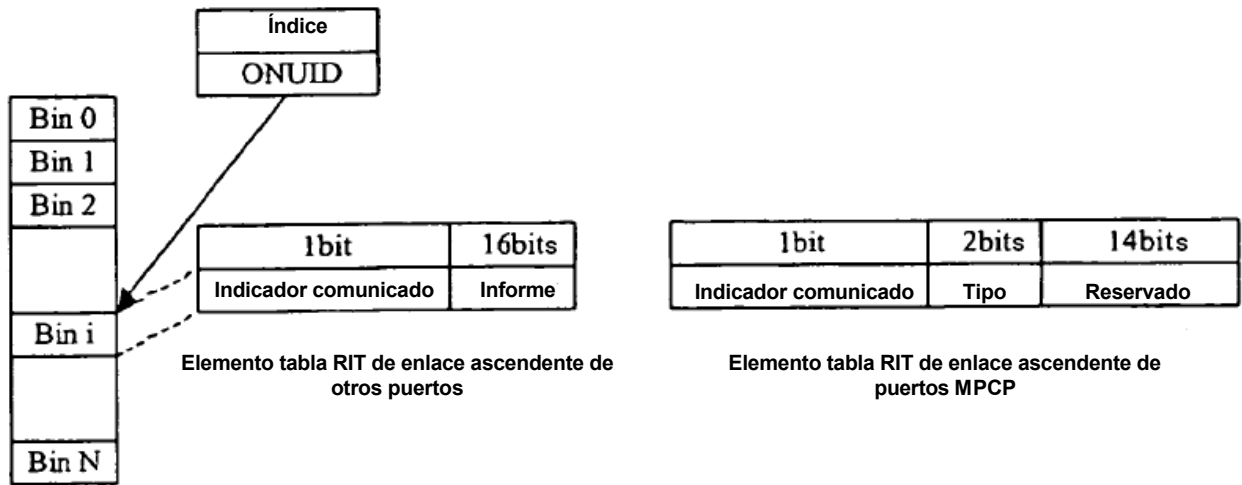 Índice
ONUID
Bin 0
Bin 1
Bin 2
Bin i
Bin N
1bit 16bits
Indicador comunicado Informe
Elemento tabla RIT de enlace ascendente de
otros puertos
1bit 2bits 14bits
Indicador comunicado Tipo Reservado
Elemento tabla RIT de enlace ascendente de
puertos MPCP